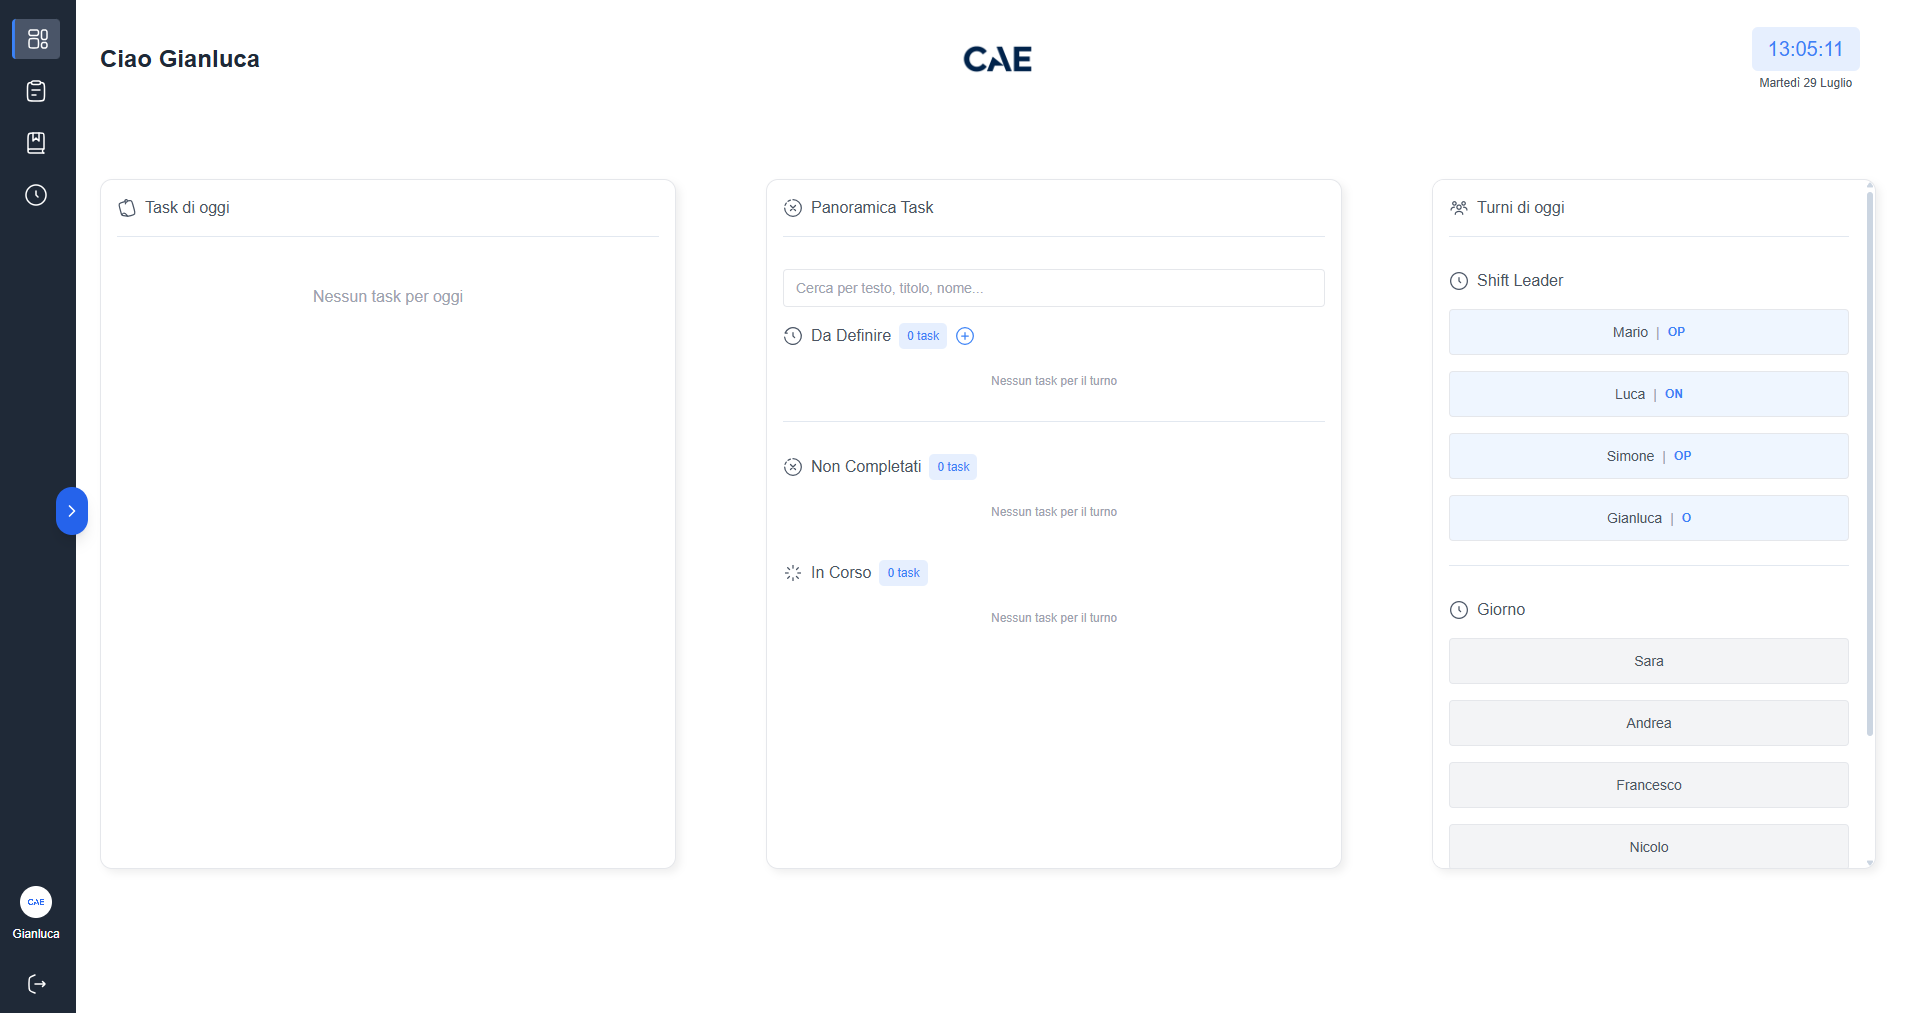 Ciao Gianluca
CAE
13:05:11
Martedì 29 Luglio
Task di oggi
Nessun task per oggi
Panoramica Task
Cerca per testo, titolo, nome...
Da Definire 0 task
Nessun task per il turno
Non Completati 0 task
Nessun task per il turno
In Corso 0 task
Nessun task per il turno
Turni di oggi
Shift Leader
Mario | OP
Luca | ON
Simone | OP
Gianluca | O
Giorno
Sara
Andrea
Francesco
Nicolo
CAE
Gianluca